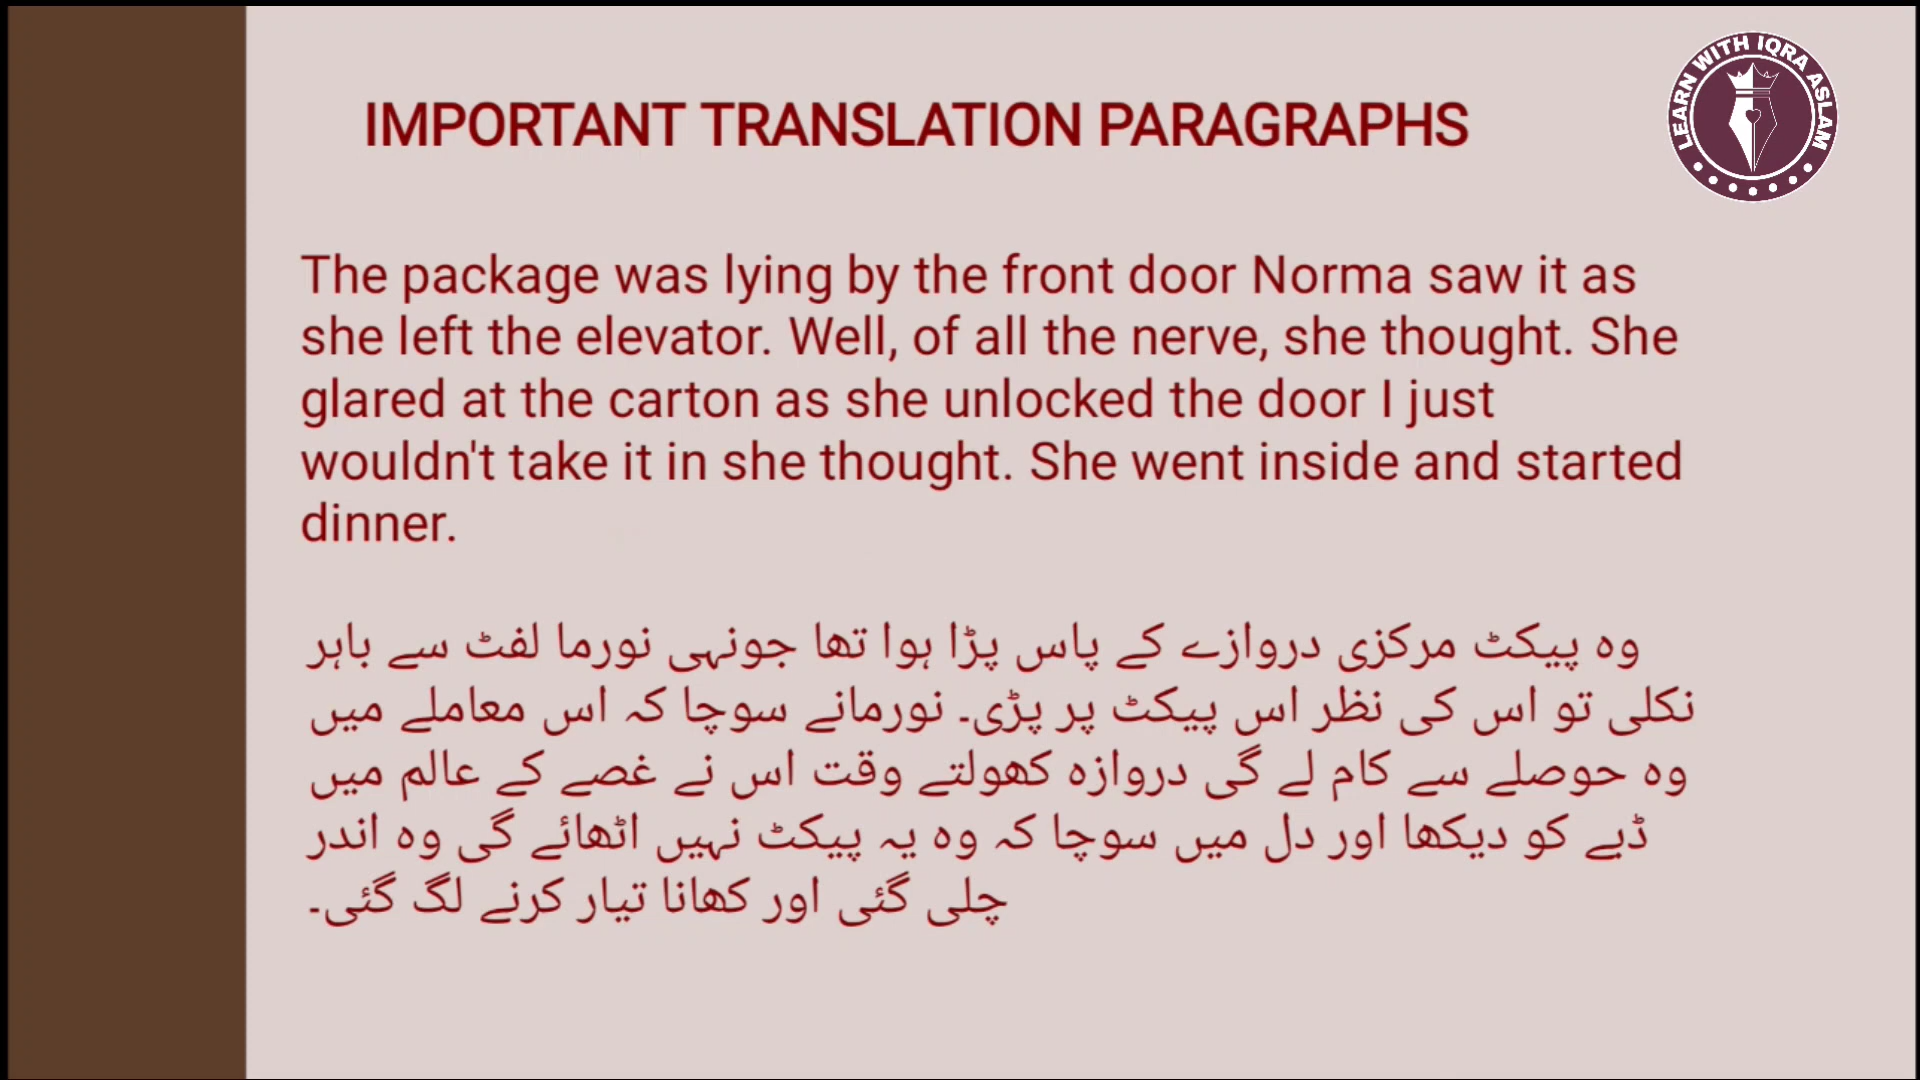 IMPORTANT TRANSLATION PARAGRAPHS
LEARN WITH IQRA ASLAM
The package was lying by the front door Norma saw it as
she left the elevator. Well, of all the nerve, she thought. She
glared at the carton as she unlocked the door I just
wouldn't take it in she thought. She went inside and started
dinner.
وہ پیکٹ مرکزی دروازے کے پاس پڑا ہوا تھا جونہی نورما لفٹ سے باہر
نکلی تو اس کی نظر اس پیکٹ پر پڑی۔ نورمانے سوچا کہ اس معاملے میں
وہ حوصلے سے کام لے گی دروازہ کھولتے وقت اس نے غصے کے عالم میں
ڈبے کو دیکھا اور دل میں سوچا کہ وہ یہ پیکٹ نہیں اٹھائے گی وہ اندر
چلی گئی اور کھانا تیار کرنے لگ گئی۔